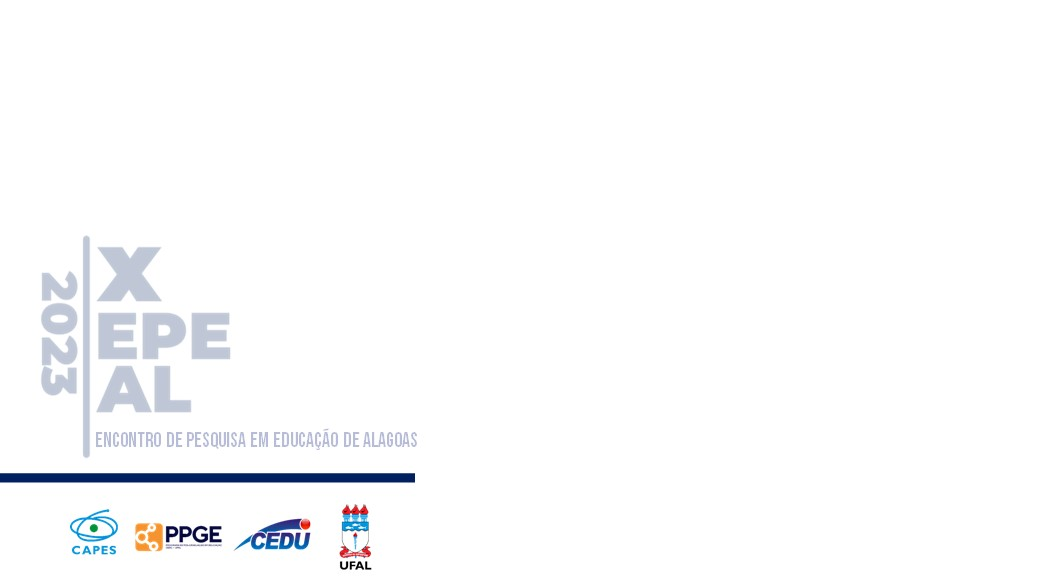 2023
X
EPE
AL
ENCONTRO DE PESQUISA EM EDUCAÇÃO DE ALAGOAS
CAPES
PPGE
CEDU
UFAL